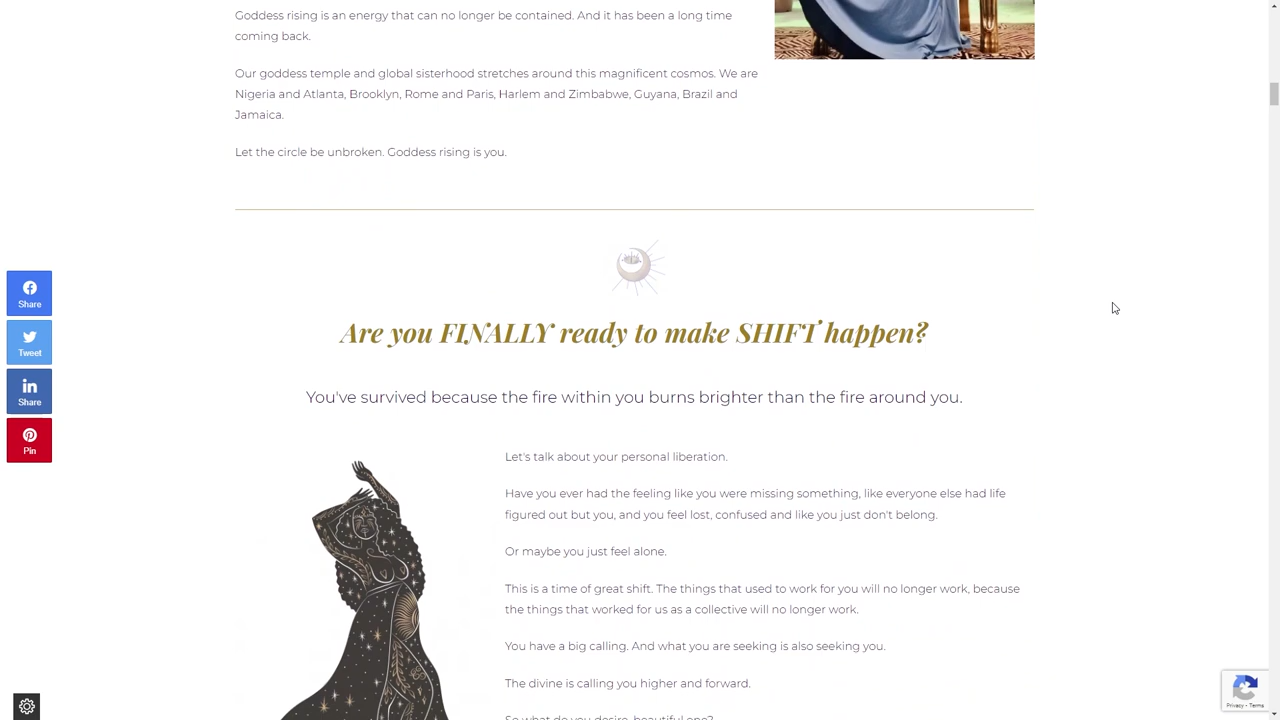 Goddess rising is an energy that can no longer be contained. And it has been a long time
coming back.
Our goddess temple and global sisterhood stretches around this magnificent cosmos. We are
Nigeria and Atlanta, Brooklyn, Rome and Paris, Harlem and Zimbabwe, Guyana, Brazil and
Jamaica.
Let the circle be unbroken. Goddess rising is you.
Share
Tweet
Share
Pin
Are you FINALLY ready to make SHIFT happen?
You've survived because the fire within you burns brighter than the fire around you.
Let's talk about your personal liberation.
Have you ever had the feeling like you were missing something, like everyone else had life
figured out but you, and you feel lost, confused and like you just don't belong.
Or maybe you just feel alone.
This is a time of great shift. The things that used to work for you will no longer work, because
the things that worked for us as a collective will no longer work.
You have a big calling. And what you are seeking is also seeking you.
The divine is calling you higher and forward.
So what do you desire, beautiful one?
Privacy - Terms